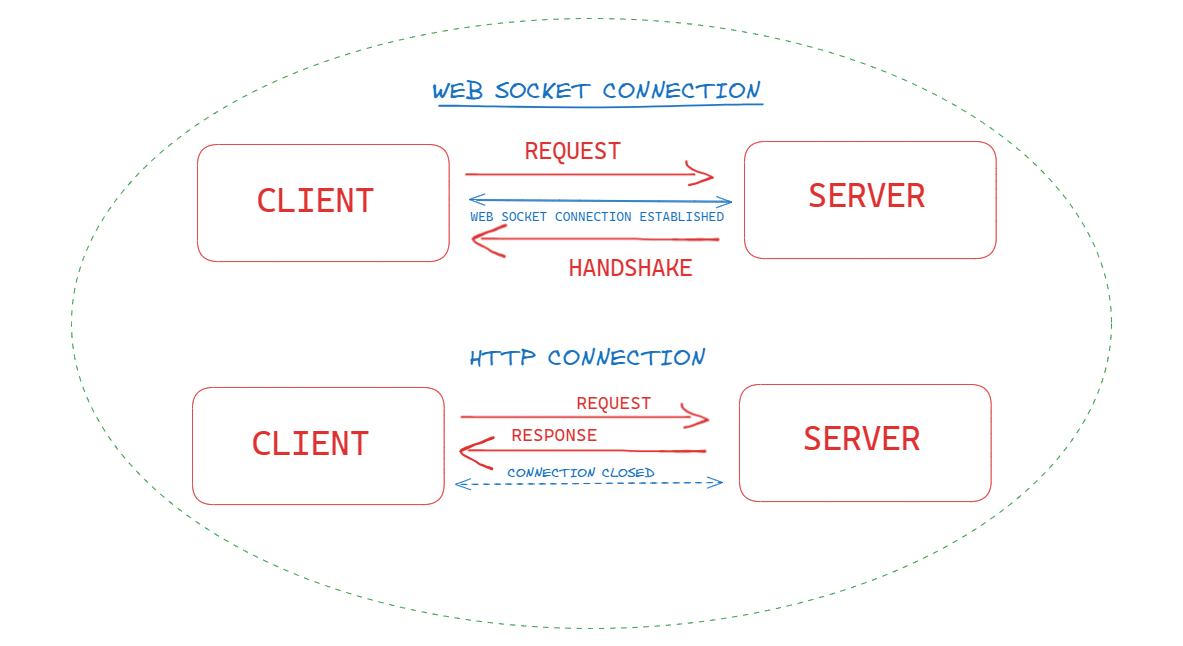 WEB SOCKET CONNECTION
REQUEST
CLIENT
SERVER
WEB SOCKET CONNECTION ESTABLISHED
HANDSHAKE
HTTP CONNECTION
REQUEST
RESPONSE
CLIENT
SERVER
CONNECTION CLOSED